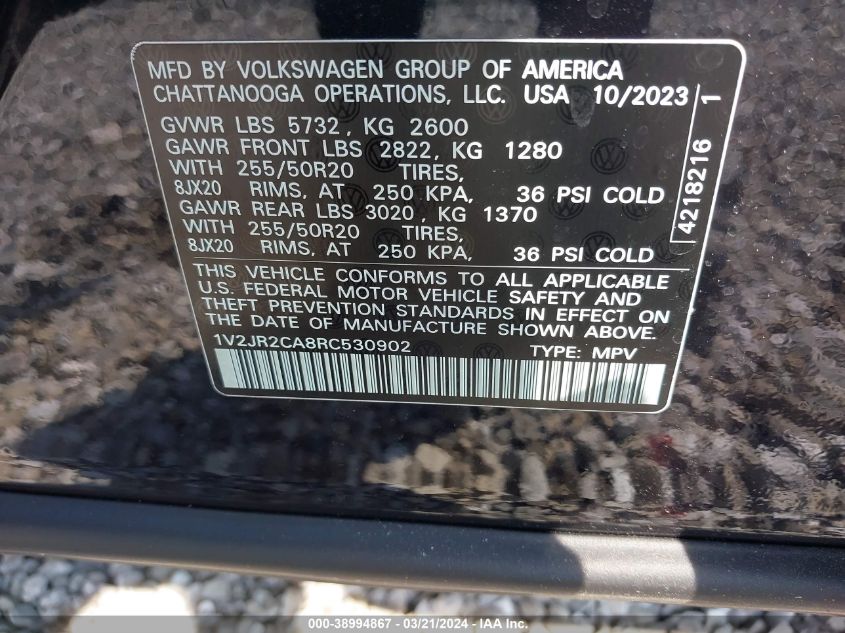 MFD BY VOLKSWAGEN GROUP OF AMERICA
CHATTANOOGA OPERATIONS, LLC. USA 10/2023
GVWR LBS 5732, KG 2600
GAWR FRONT LBS 2822, KG 1280
WITH 255/50R20 TIRES,
8JX20 RIMS, AT 250 KPA, 36 PSI COLD
GAWR REAR LBS 3020, KG 1370
WITH 255/50R20 TIRES,
8JX20 RIMS, AT 250 KPA, 36 PSI COLD
THIS VEHICLE CONFORMS TO ALL APPLICABLE
U.S. FEDERAL MOTOR VEHICLE SAFETY AND
THEFT PREVENTION STANDARDS IN EFFECT ON
THE DATE OF MANUFACTURE SHOWN ABOVE.
1V2JR2CA8RC530902 TYPE: MPV
4218216 1
000-38994867 - 03/21/2024 - IAAI.com